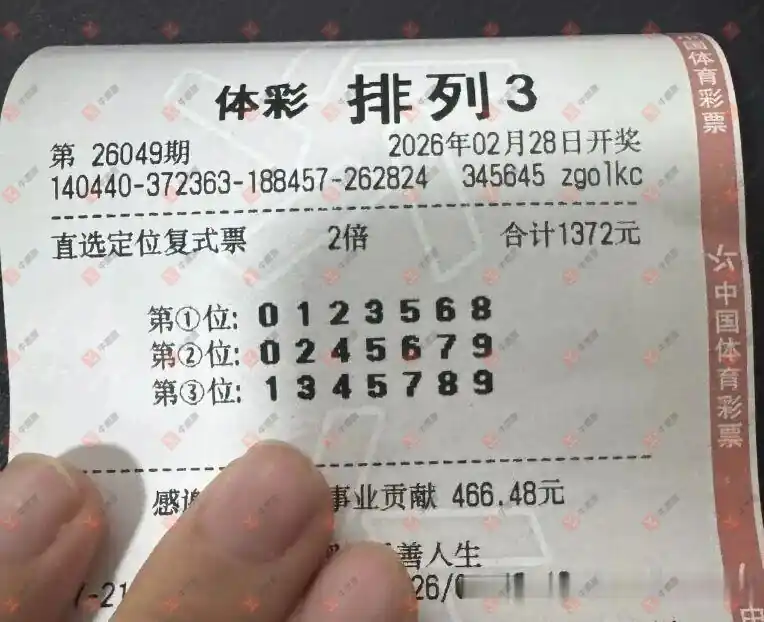 体彩 排列3
第 26049期 2026年02月28日开奖
140440-372363-188457-262824 345645 zgolkc
直选定位复式票 2倍 合计1372元
第①位: 0 1 2 3 5 6 8
第②位: 0 2 4 5 6 7 9
第③位: 1 3 4 5 7 8 9
感 事业贡献 466.48元
善人生
-21 26/
国体育彩票
中国体育彩票
中